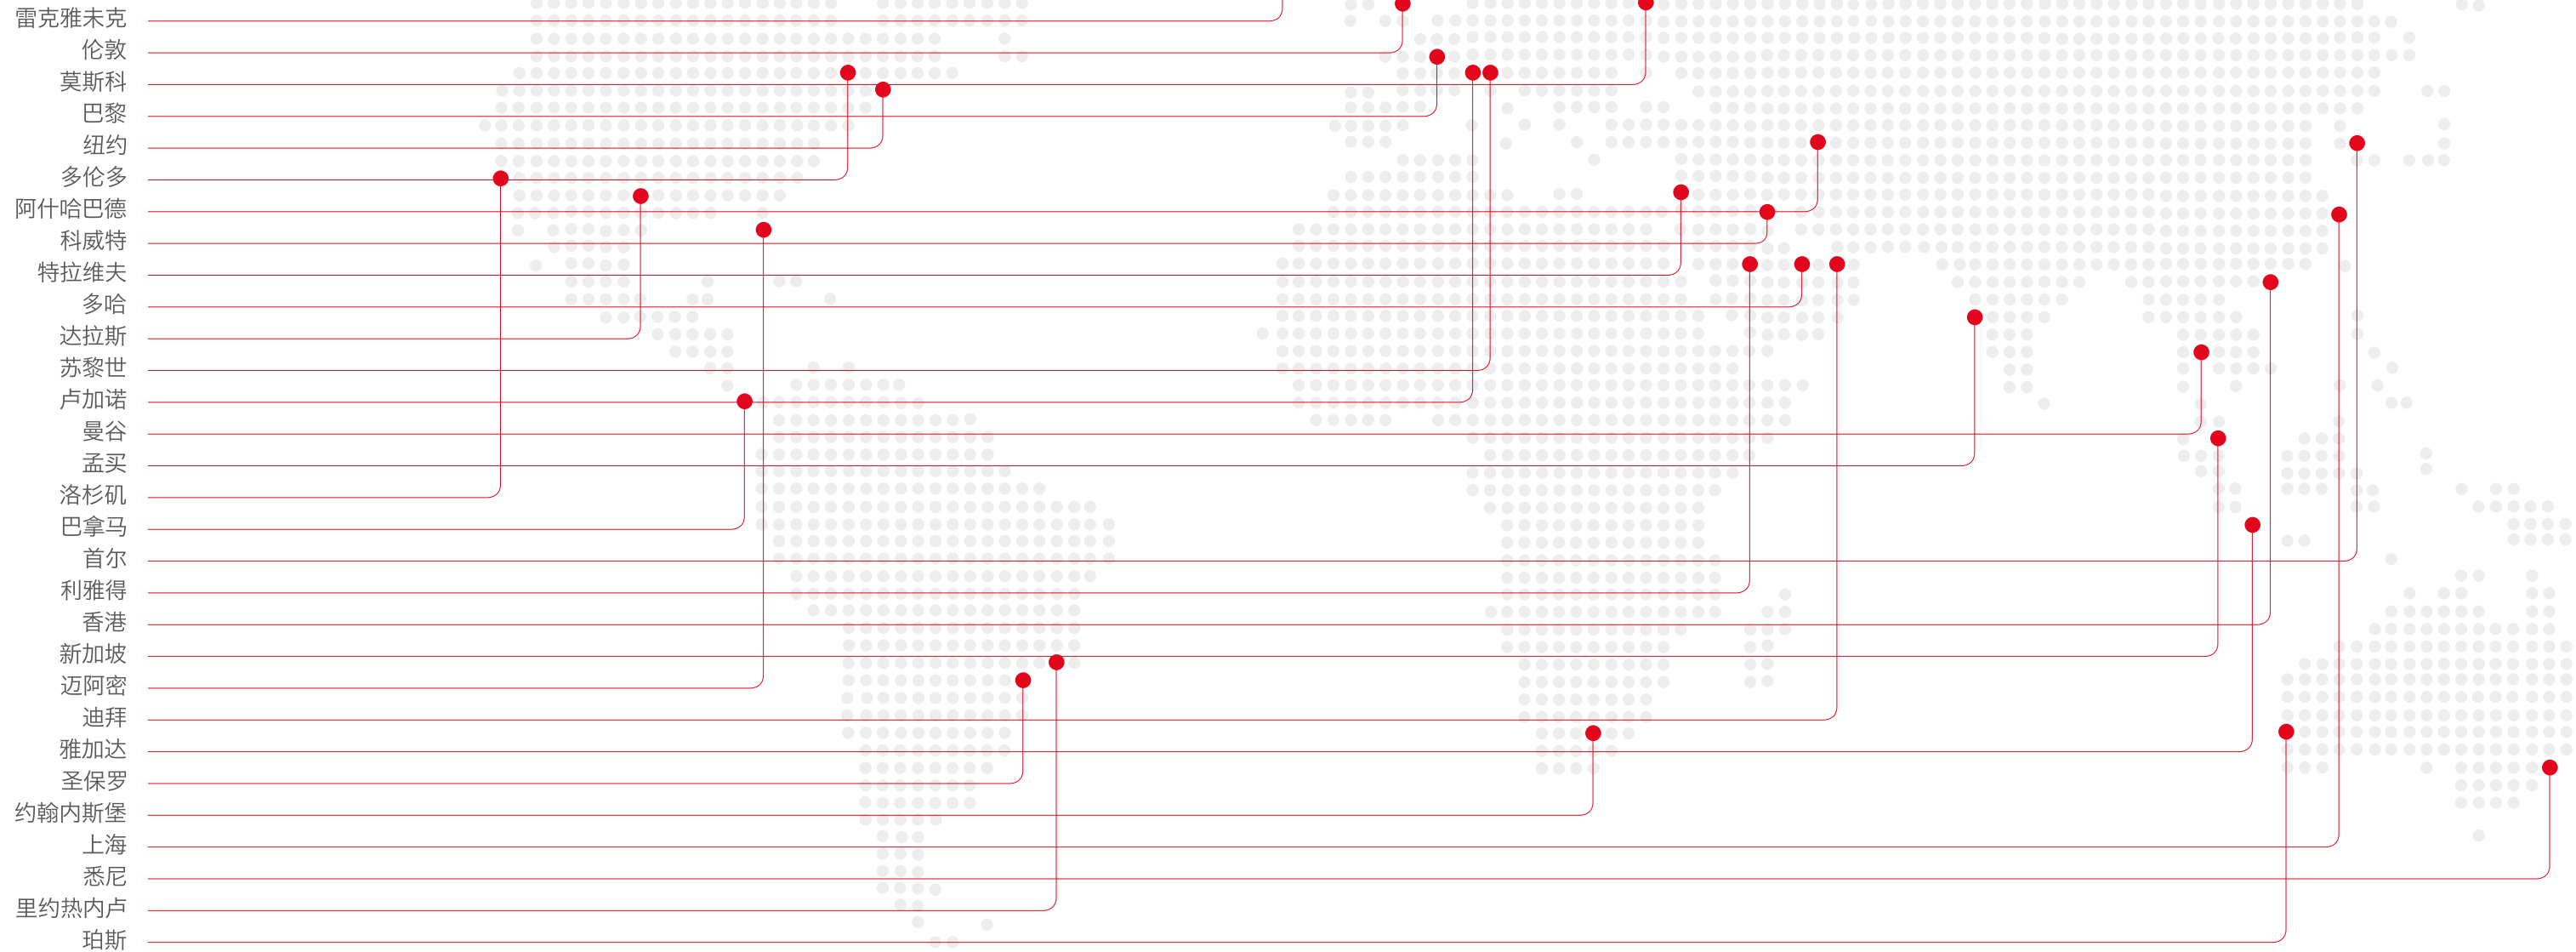 雷克雅未克
伦敦
莫斯科
巴黎
纽约
多伦多
阿什哈巴德
科威特
特拉维夫
多哈
达拉斯
苏黎世
卢加诺
曼谷
孟买
洛杉矶
巴拿马
首尔
利雅得
香港
新加坡
迈阿密
迪拜
雅加达
圣保罗
约翰内斯堡
上海
悉尼
里约热内卢
珀斯